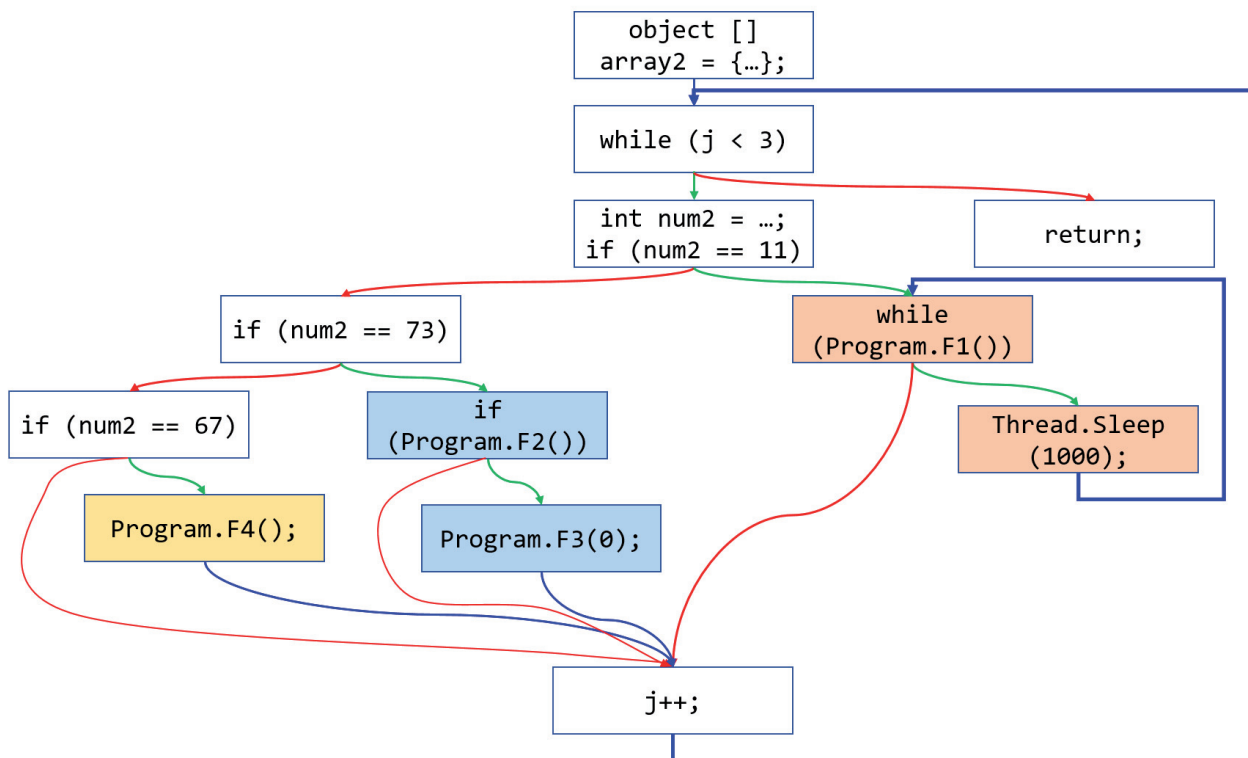 object []
array2 = {…};
while (j < 3)
int num2 = …;
if (num2 == 11)
return;
if (num2 == 73)
while
(Program.F1())
if (num2 == 67)
if
(Program.F2())
Thread.Sleep
(1000);
Program.F4();
Program.F3(0);
j++;